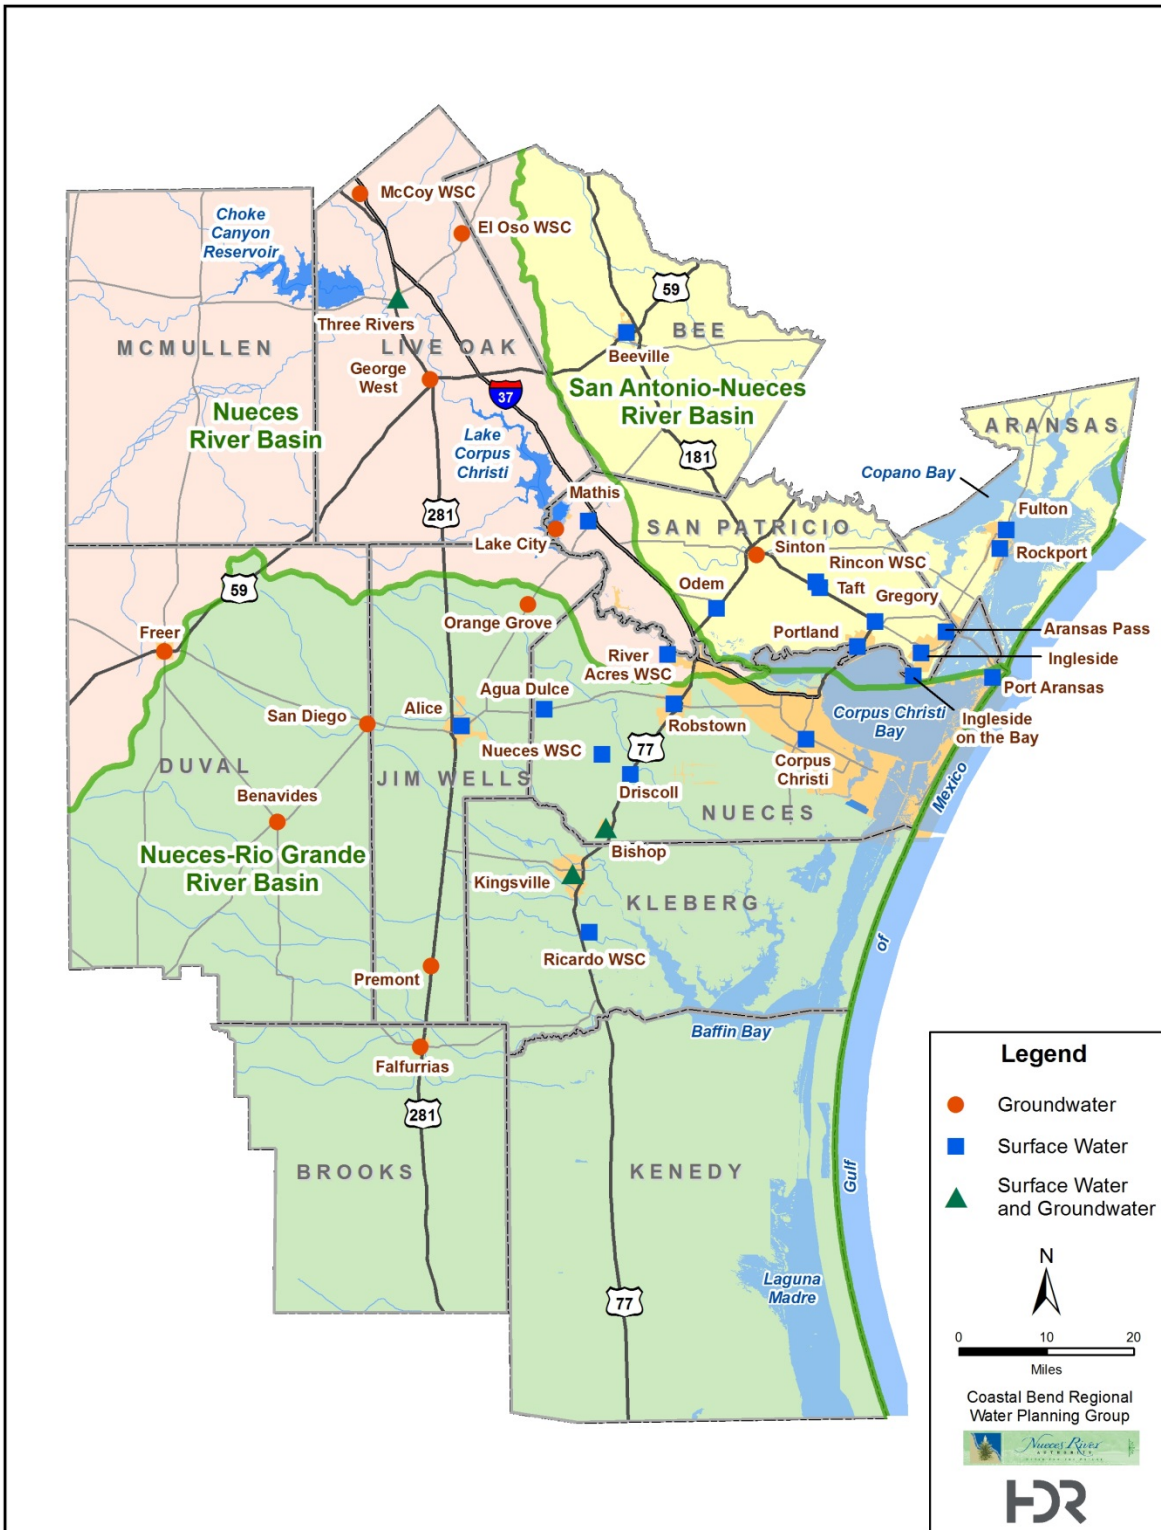 McCoy WSC
El Oso WSC
Choke
Canyon
Reservoir
59
Three Rivers
BEE
MCMULLEN
LIVE OAK
Beeville
George
West
37
San Antonio-Nueces
River Basin
Nueces
River Basin
ARANSAS
Lake
Corpus
Christi
181
Copano Bay
Mathis
281
Fulton
SAN PATRICIO
Lake City
Sinton
Rockport
Rincon WSC
59
Odem
Taft
Gregory
Orange Grove
Freer
Portland
Aransas Pass
River
Acres WSC
Ingleside
Agua Dulce
Port Aransas
San Diego
Alice
Corpus Christi
Bay
Ingleside
on the Bay
Robstown
Nueces WSC
77
Corpus
Christi
DUVAL
JIM WELLS
Driscoll
Benavides
NUECES
Gulf of Mexico
Nueces-Rio Grande
River Basin
Bishop
Kingsville
KLEBERG
Ricardo WSC
Premont
Baffin Bay
Falfurrias
281
BROOKS
KENEDY
Laguna
Madre
77
Legend
Groundwater
Surface Water
Surface Water
and Groundwater
N
0 10 20
Miles
Coastal Bend Regional
Water Planning Group
Nueces River
AUTHORITY
HDR